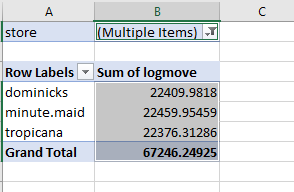 A B C
store (Multiple Items)
Row Labels Sum of logmove
dominicks 22409.9818
minute.maid 22459.95459
tropicana 22376.31286
Grand Total 67246.24925